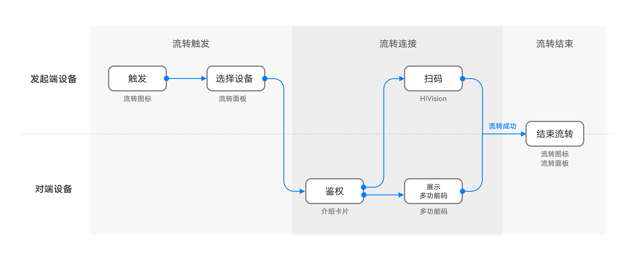 流转触发
流转连接
流转结束
发起端设备
触发
流转图标
选择设备
流转面板
扫码
HiVision
流转成功
结束流转
流转图标
流转面板
对端设备
鉴权
介绍卡片
展示
多功能码
多功能码